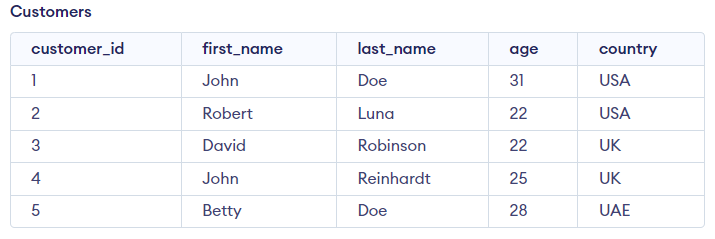 Customers
customer_id first_name last_name age country
1 John Doe 31 USA
2 Robert Luna 22 USA
3 David Robinson 22 UK
4 John Reinhardt 25 UK
5 Betty Doe 28 UAE